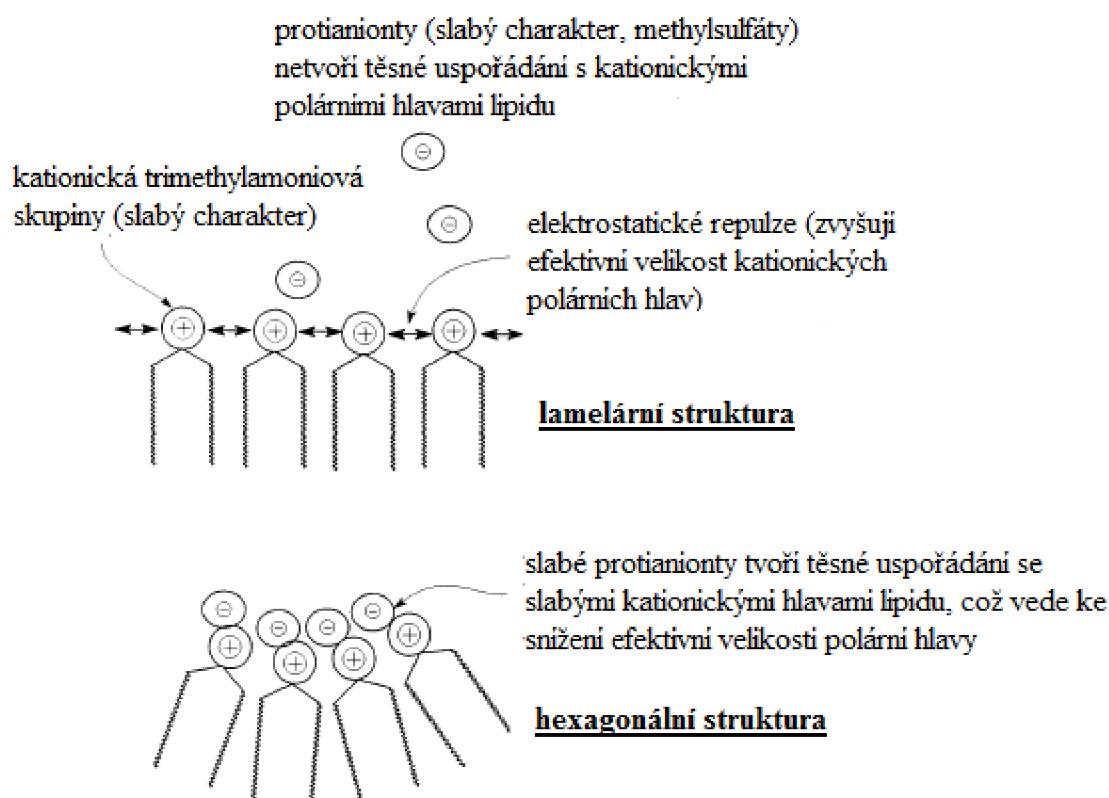 protianionty (slabý charakter, methylsulfáty)
netvoří těsné uspořádání s kationickými
polárními hlavami lipidu
kationická trimethylamoniová
skupiny (slabý charakter)
elektrostatické repulze (zvyšují
efektivní velikost kationických
polárních hlav)
lamelární struktura
slabé protianionty tvoří těsné uspořádání se
slabými kationickými hlavami lipidu, což vede ke
snížení efektivní velikosti polární hlavy
hexagonální struktura